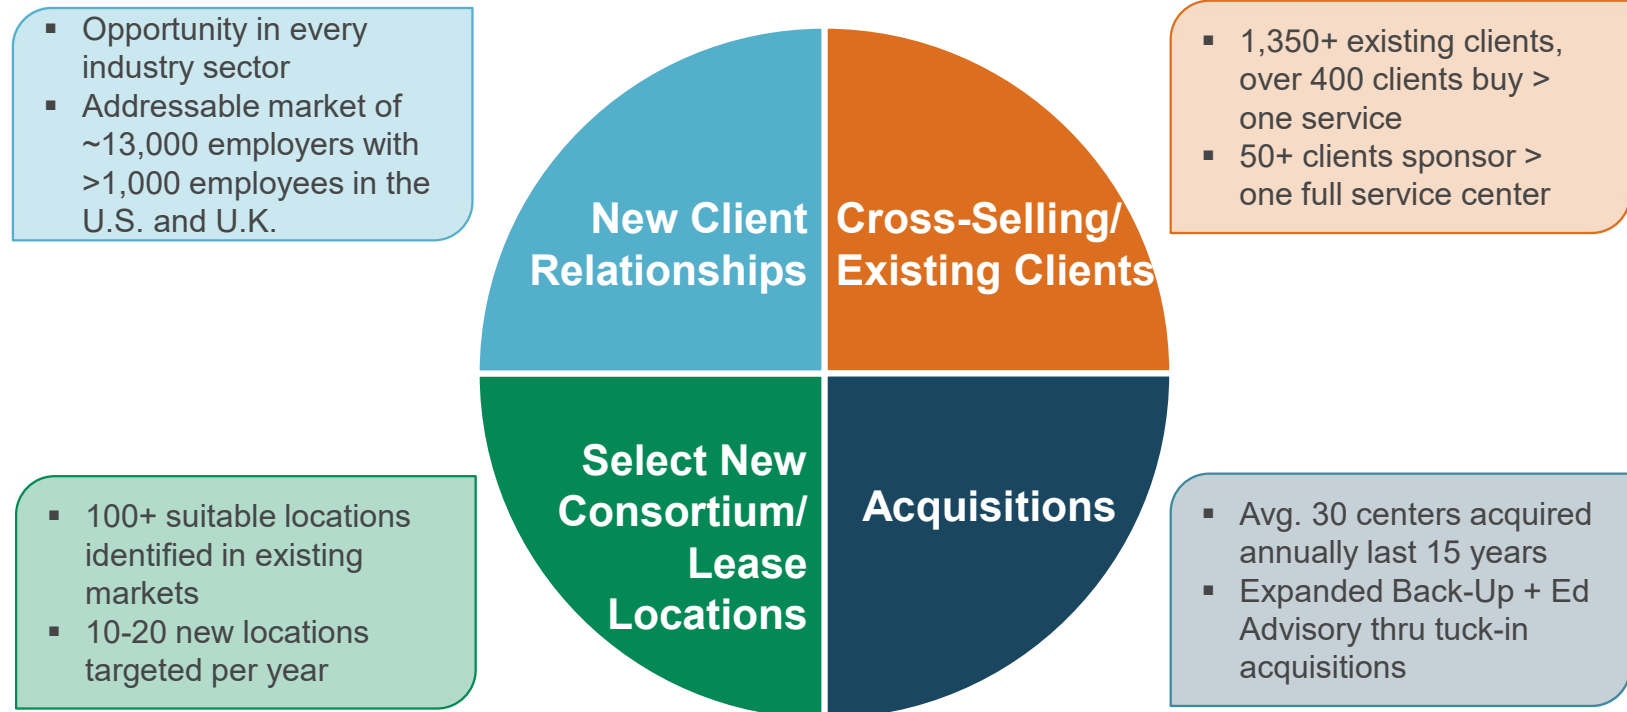 ▪ Opportunity in every
industry sector
▪ Addressable market of
~13,000 employers with
>1,000 employees in the
U.S. and U.K.
New Client
Relationships
Cross-Selling/
Existing Clients
▪ 1,350+ existing clients,
over 400 clients buy >
one service
▪ 50+ clients sponsor >
one full service center
▪ 100+ suitable locations
identified in existing
markets
▪ 10-20 new locations
targeted per year
Select New
Consortium/
Lease
Locations
Acquisitions
▪ Avg. 30 centers acquired
annually last 15 years
▪ Expanded Back-Up + Ed
Advisory thru tuck-in
acquisitions